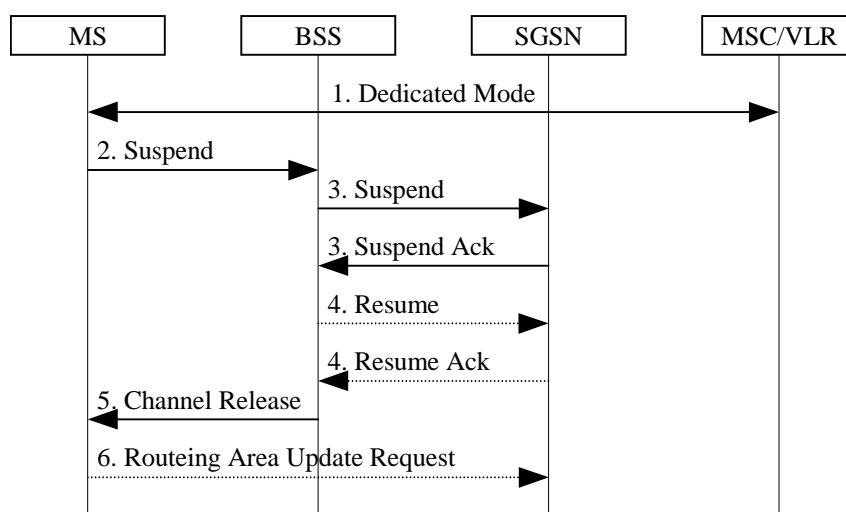 MS BSS SGSN MSC/VLR
1. Dedicated Mode
2. Suspend
3. Suspend
3. Suspend Ack
4. Resume
4. Resume Ack
5. Channel Release
6. Routeing Area Update Request